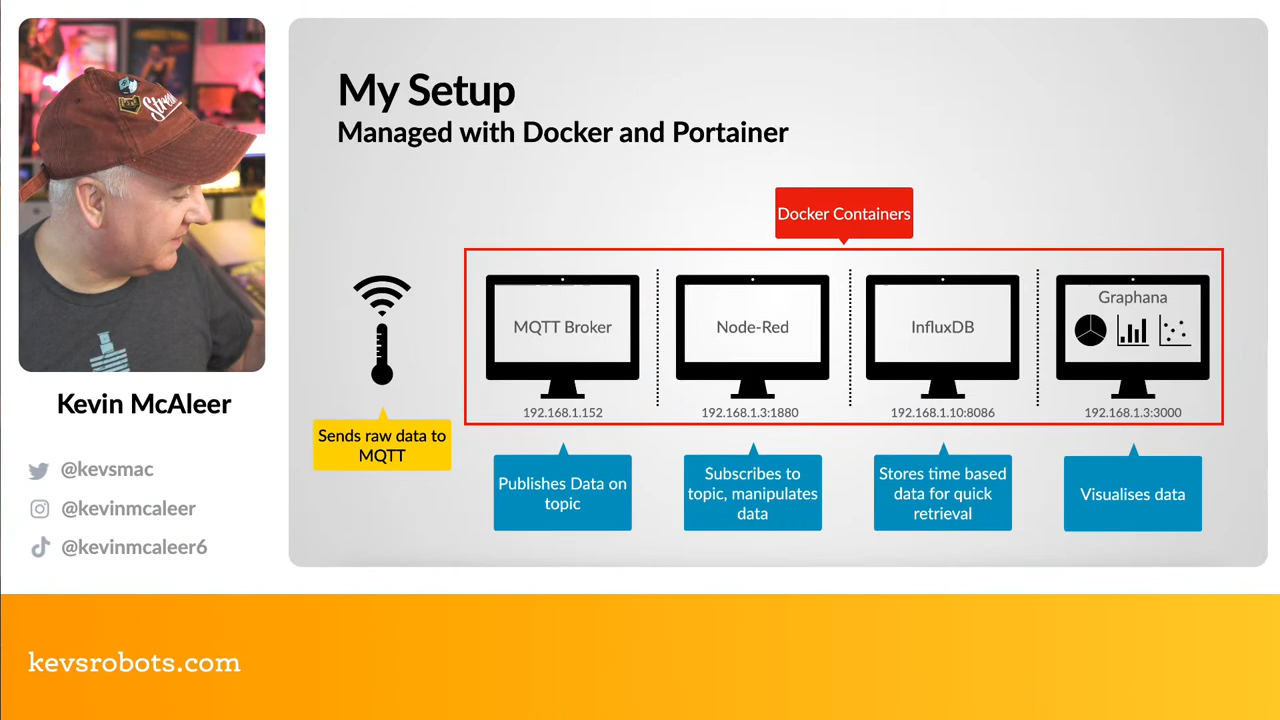 My Setup
Managed with Docker and Portainer
Docker Containers
MQTT Broker
Node-Red
InfluxDB
Graphana
192.168.1.152
192.168.1.3:1880
192.168.1.10:8086
192.168.1.3:3000
Sends raw data to
MQTT
Publishes Data on
topic
Subscribes to
topic, manipulates
data
Stores time based
data for quick
retrieval
Visualises data
Kevin McAleer
@kevsmac
@kevinmcaleer
@kevinmcaleer6
kevsrobots.com